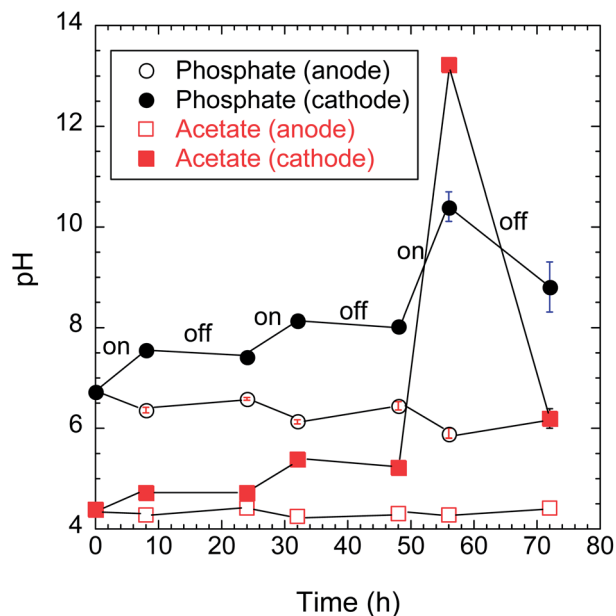 14
12
10
8
6
4
pH
Phosphate (anode)
Phosphate (cathode)
Acetate (anode)
Acetate (cathode)
on
off
on
off
on
off
0
10
20
30
40
50
60
70
80
Time (h)